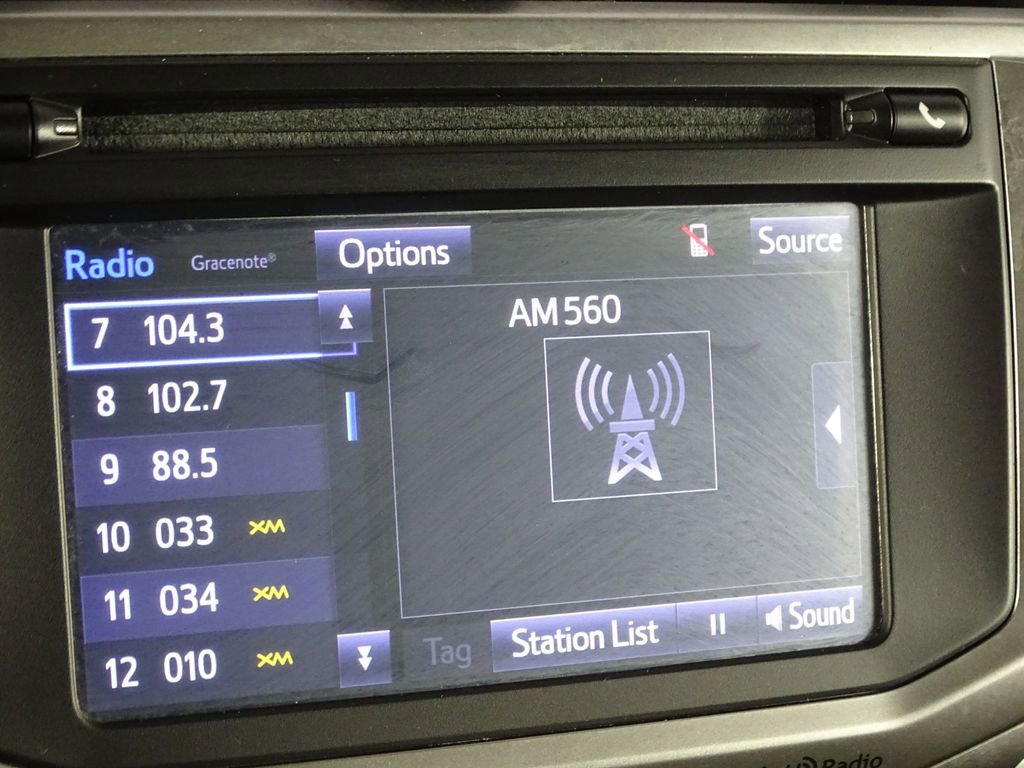 Radio Gracenote® Options Source
7 104.3
8 102.7
9 88.5
10 033 XM
11 034 XM
12 010 XM
AM 560
Tag Station List Sound
Radio